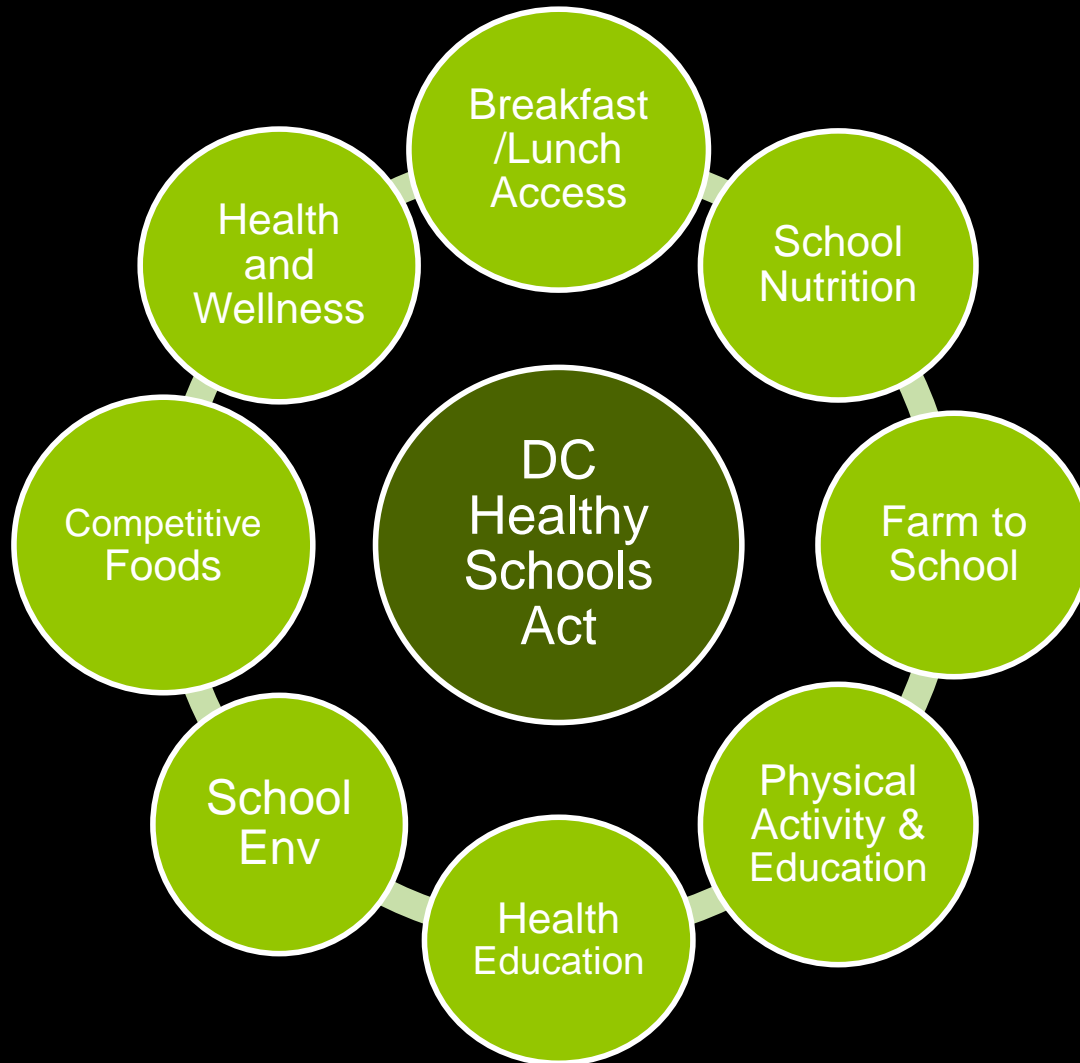 Breakfast
/Lunch
Access
School
Nutrition
Farm to
School
Physical
Activity &
Education
Health
Education
School
Env
Competitive
Foods
Health
and
Wellness
DC
Healthy
Schools
Act